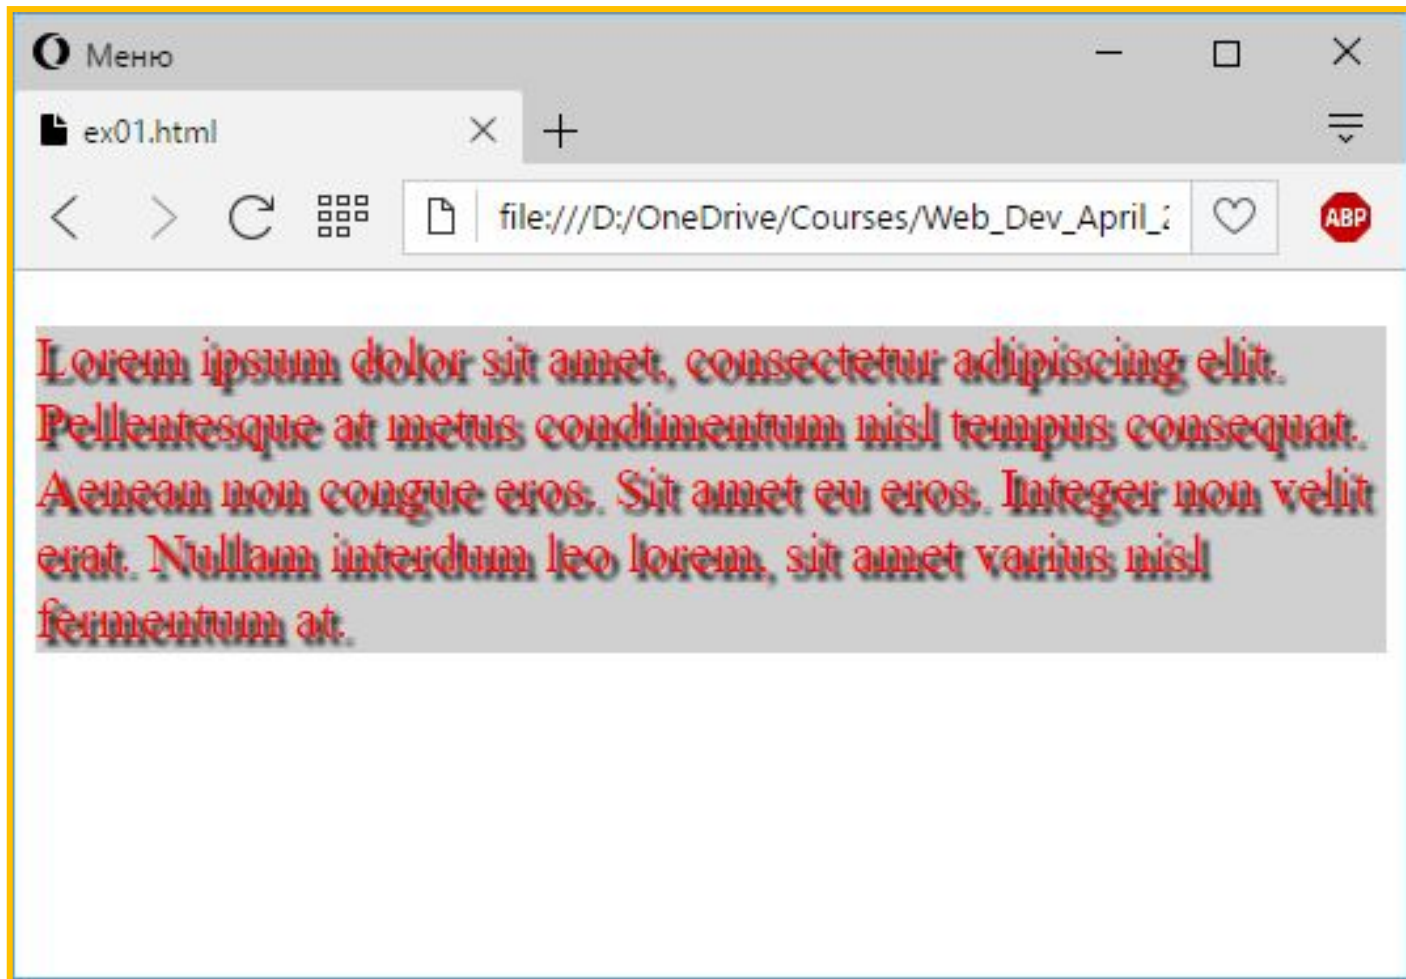 Меню
ex01.html
file:///D:/OneDrive/Courses/Web_Dev_April_
ABP
Lorem ipsum dolor sit amet, consectetur adipiscing elit.
Pellentesque at metus condimentum nisl tempus consequat.
Aenean non congue eros. Sit amet eu eros. Integer non velit
erat. Nullam interdum leo lorem, sit amet varius nisl
fermentum at.